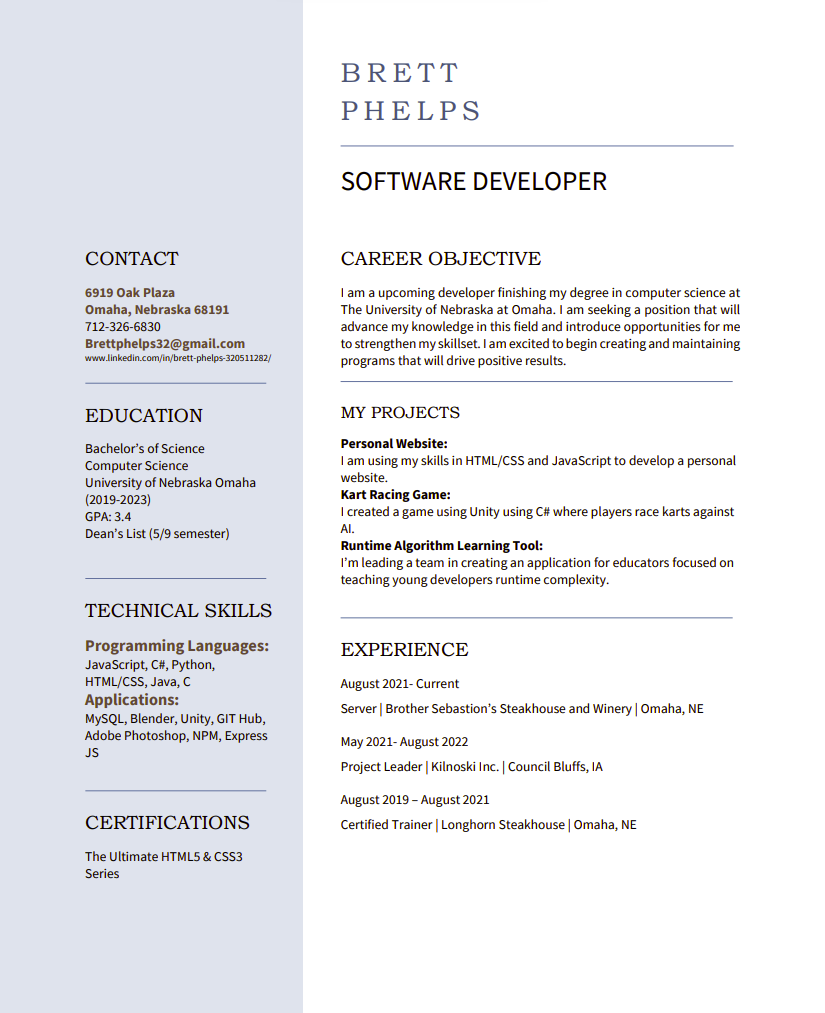 BRETT
PHELPS
SOFTWARE DEVELOPER
CONTACT
6919 Oak Plaza
Omaha, Nebraska 68191
712-326-6830
Brettphelps32@gmail.com
www.linkedin.com/in/brett-phelps-320511282/
EDUCATION
Bachelor’s of Science
Computer Science
University of Nebraska Omaha
(2019-2023)
GPA: 3.4
Dean’s List (5/9 semester)
TECHNICAL SKILLS
Programming Languages:
JavaScript, C#, Python,
HTML/CSS, Java, C
Applications:
MySQL, Blender, Unity, GIT Hub,
Adobe Photoshop, NPM, Express
JS
CERTIFICATIONS
The Ultimate HTML5 & CSS3
Series
CAREER OBJECTIVE
I am a upcoming developer finishing my degree in computer science at
The University of Nebraska at Omaha. I am seeking a position that will
advance my knowledge in this field and introduce opportunities for me
to strengthen my skillset. I am excited to begin creating and maintaining
programs that will drive positive results.
MY PROJECTS
Personal Website:
I am using my skills in HTML/CSS and JavaScript to develop a personal
website.
Kart Racing Game:
I created a game using Unity using C# where players race karts against
AI.
Runtime Algorithm Learning Tool:
I’m leading a team in creating an application for educators focused on
teaching young developers runtime complexity.
EXPERIENCE
August 2021- Current
Server | Brother Sebastion’s Steakhouse and Winery | Omaha, NE
May 2021- August 2022
Project Leader | Kilnoski Inc. | Council Bluffs, IA
August 2019 – August 2021
Certified Trainer | Longhorn Steakhouse | Omaha, NE